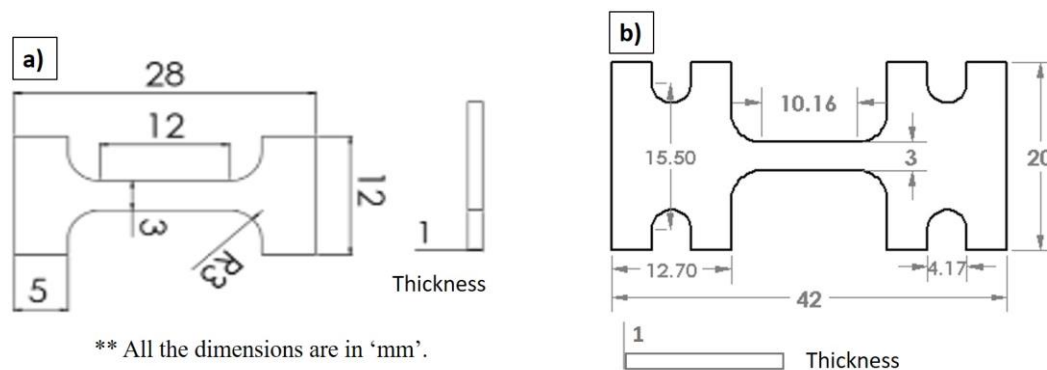 a)
28
12
3
12
R3
5
1
Thickness
** All the dimensions are in ‘mm’.
b)
10.16
15.50
3
20
12.70
4.17
42
1
Thickness